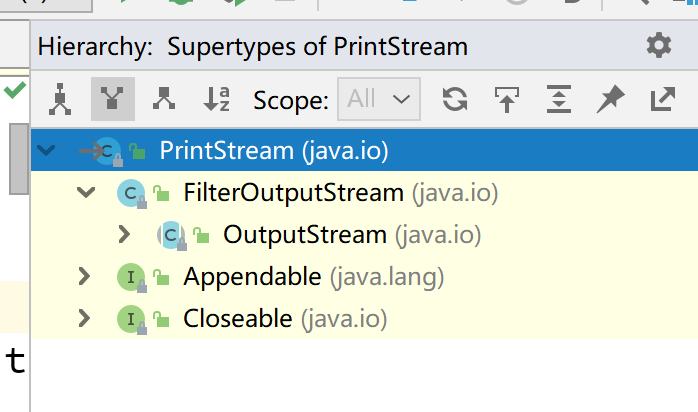 Hierarchy: Supertypes of PrintStream
Scope: All
PrintStream (java.io)
FilterOutputStream (java.io)
OutputStream (java.io)
Appendable (java.lang)
Closeable (java.io)
t